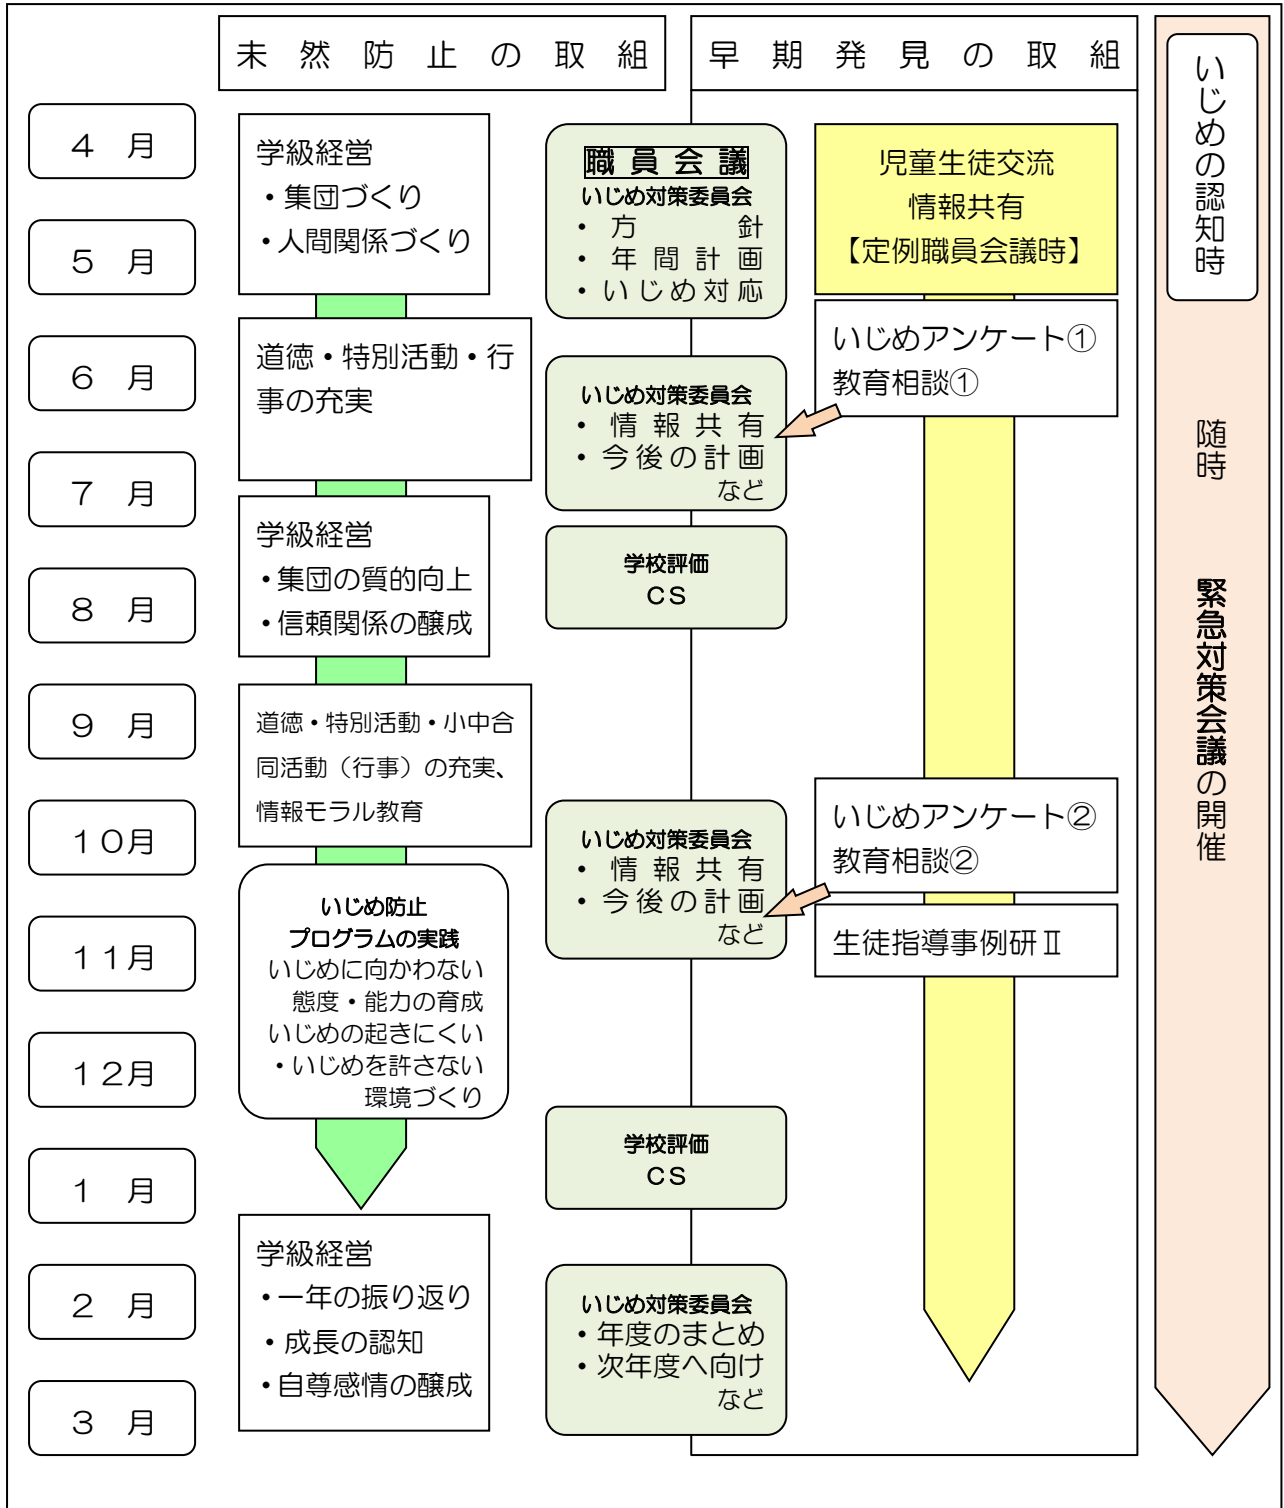 未然防止の取組
早期発見の取組
４　月
５　月
６　月
７　月
８　月
９　月
１０月
１１月
１２月
１　月
２　月
３　月
学級経営
・集団づくり
・人間関係づくり
道徳・特別活動・行
事の充実
学級経営
・集団の質的向上
・信頼関係の醸成
道徳・特別活動・小中合
同活動（行事）の充実、
情報モラル教育
いじめ防止
プログラムの実践
いじめに向かわない
態度・能力の育成
いじめの起きにくい
・いじめを許さない
環境づくり
学級経営
・一年の振り返り
・成長の認知
・自尊感情の醸成
職員会議
いじめ対策委員会
・方針
・年間計画
・いじめ対応
いじめ対策委員会
・情報共有
・今後の計画
など
学校評価
ＣＳ
いじめ対策委員会
・情報共有
・今後の計画
など
学校評価
ＣＳ
いじめ対策委員会
・年度のまとめ
・次年度へ向け
など
児童生徒交流
情報共有
【定例職員会議時】
いじめアンケート①
教育相談①
いじめアンケート②
教育相談②
生徒指導事例研Ⅱ
いじめの認知時
随時　緊急対策会議の開催